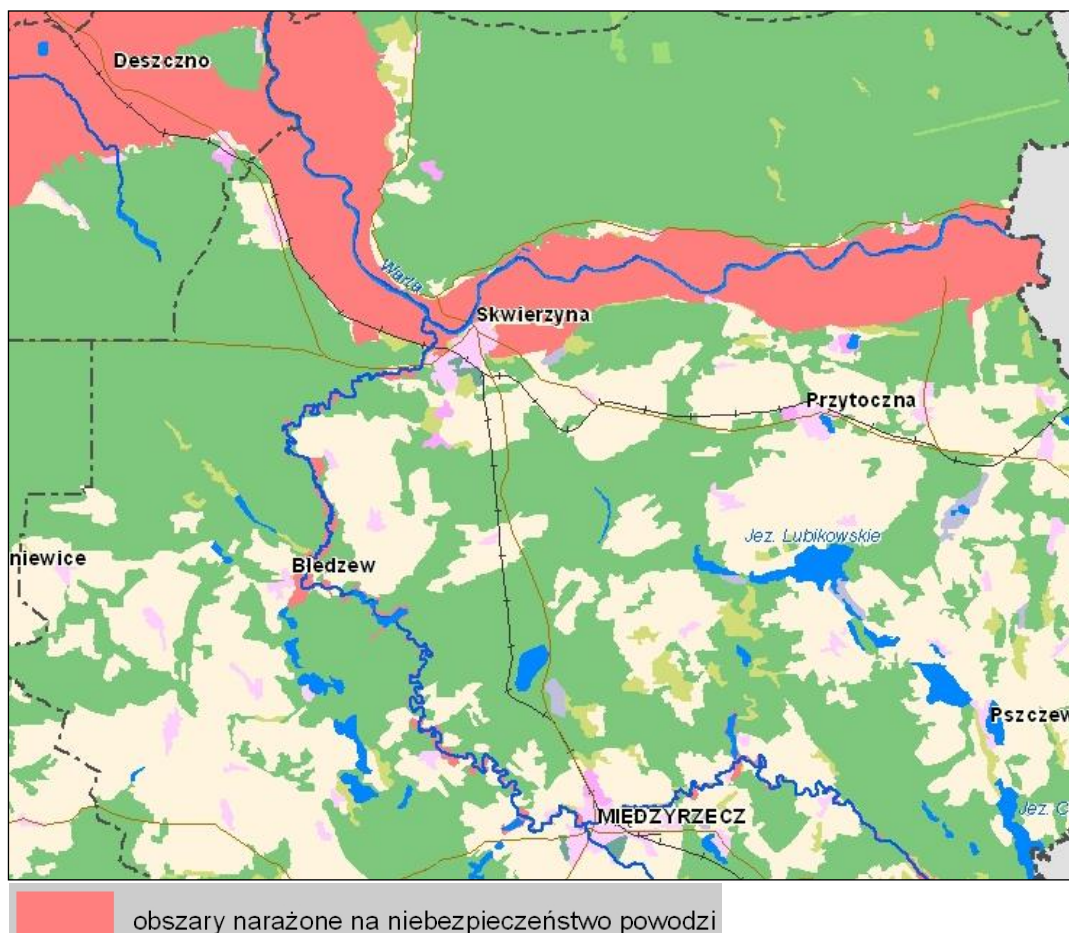 Deszczno
Warta
Skwierzyna
Przytoczna
Jez. Lubikowskie
niewice
Bledzew
Pszczew
MIĘDZYRZECZ
Jez. C
obszary narażone na niebezpieczeństwo powodzi